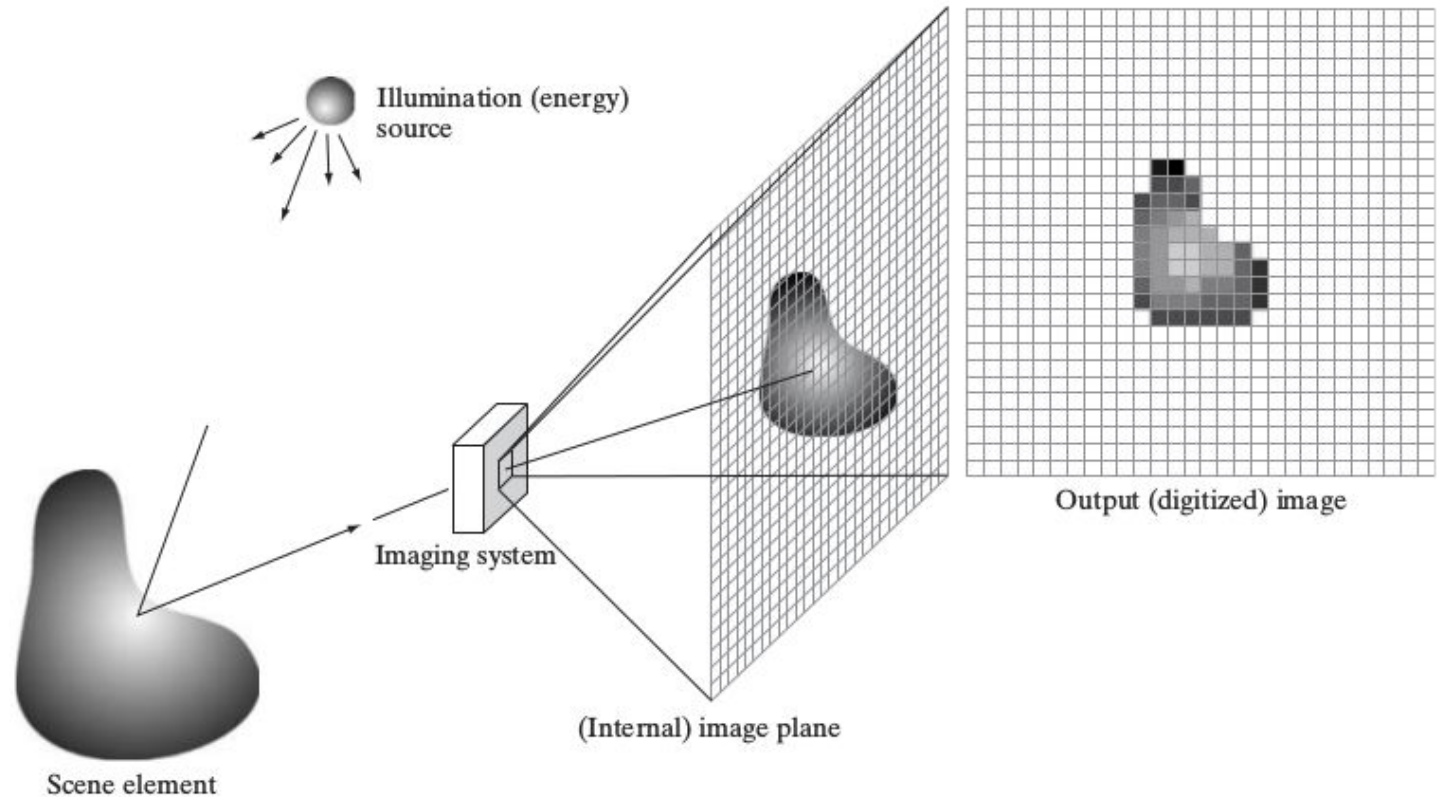 Illumination (energy)
source
Output (digitized) image
Imaging system
(Internal) image plane
Scene element